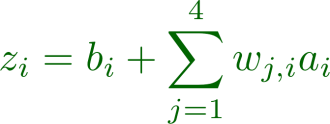 z_i = b_i + \sum_{j=1}^{4} w_{j,i} a_i